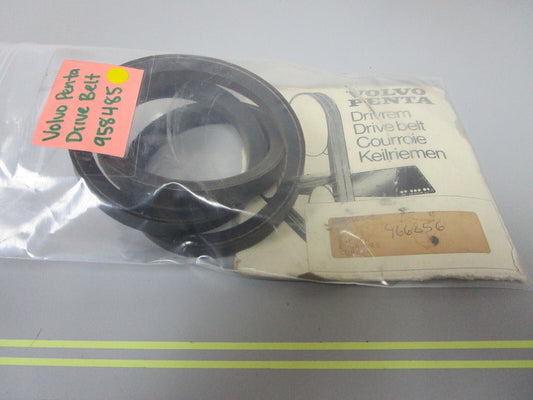 Volvo Penta
Drive Belt
958485
VOLVO
PENTA
Drivrem
Drive belt
Courroie
Keilriemen
966656